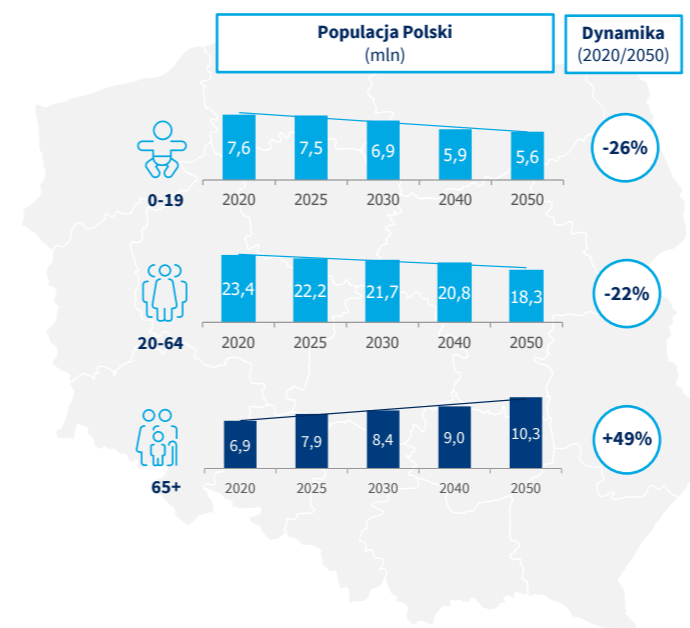 Populacja Polski
(mln)
Dynamika
(2020/2050)
7,6 7,5 6,9 5,9 5,6
-26%
0-19 2020 2025 2030 2040 2050
23,4 22,2 21,7 20,8 18,3
-22%
20-64 2020 2025 2030 2040 2050
6,9 7,9 8,4 9,0 10,3
+49%
65+ 2020 2025 2030 2040 2050